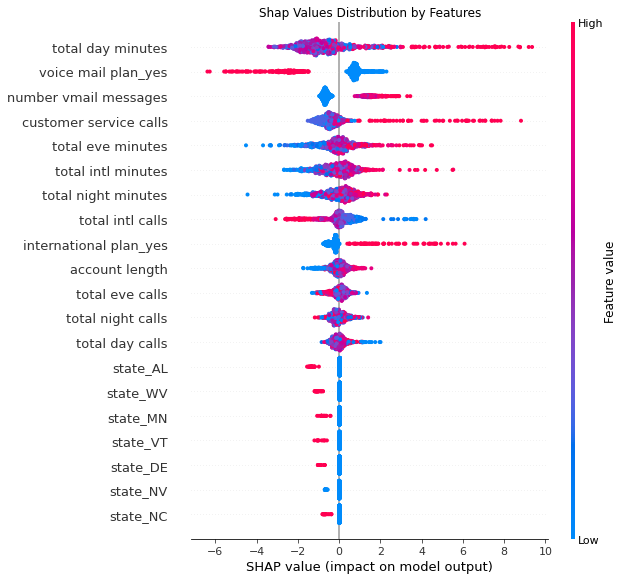 Shap Values Distribution by Features
High
total day minutes
voice mail plan_yes
number vmail messages
customer service calls
total eve minutes
total intl minutes
total night minutes
total intl calls
international plan_yes
account length
total eve calls
total night calls
total day calls
state_AL
state_WV
state_MN
state_VT
state_DE
state_NV
state_NC
Feature value
Low
−6 −4 −2 0 2 4 6 8 10
SHAP value (impact on model output)